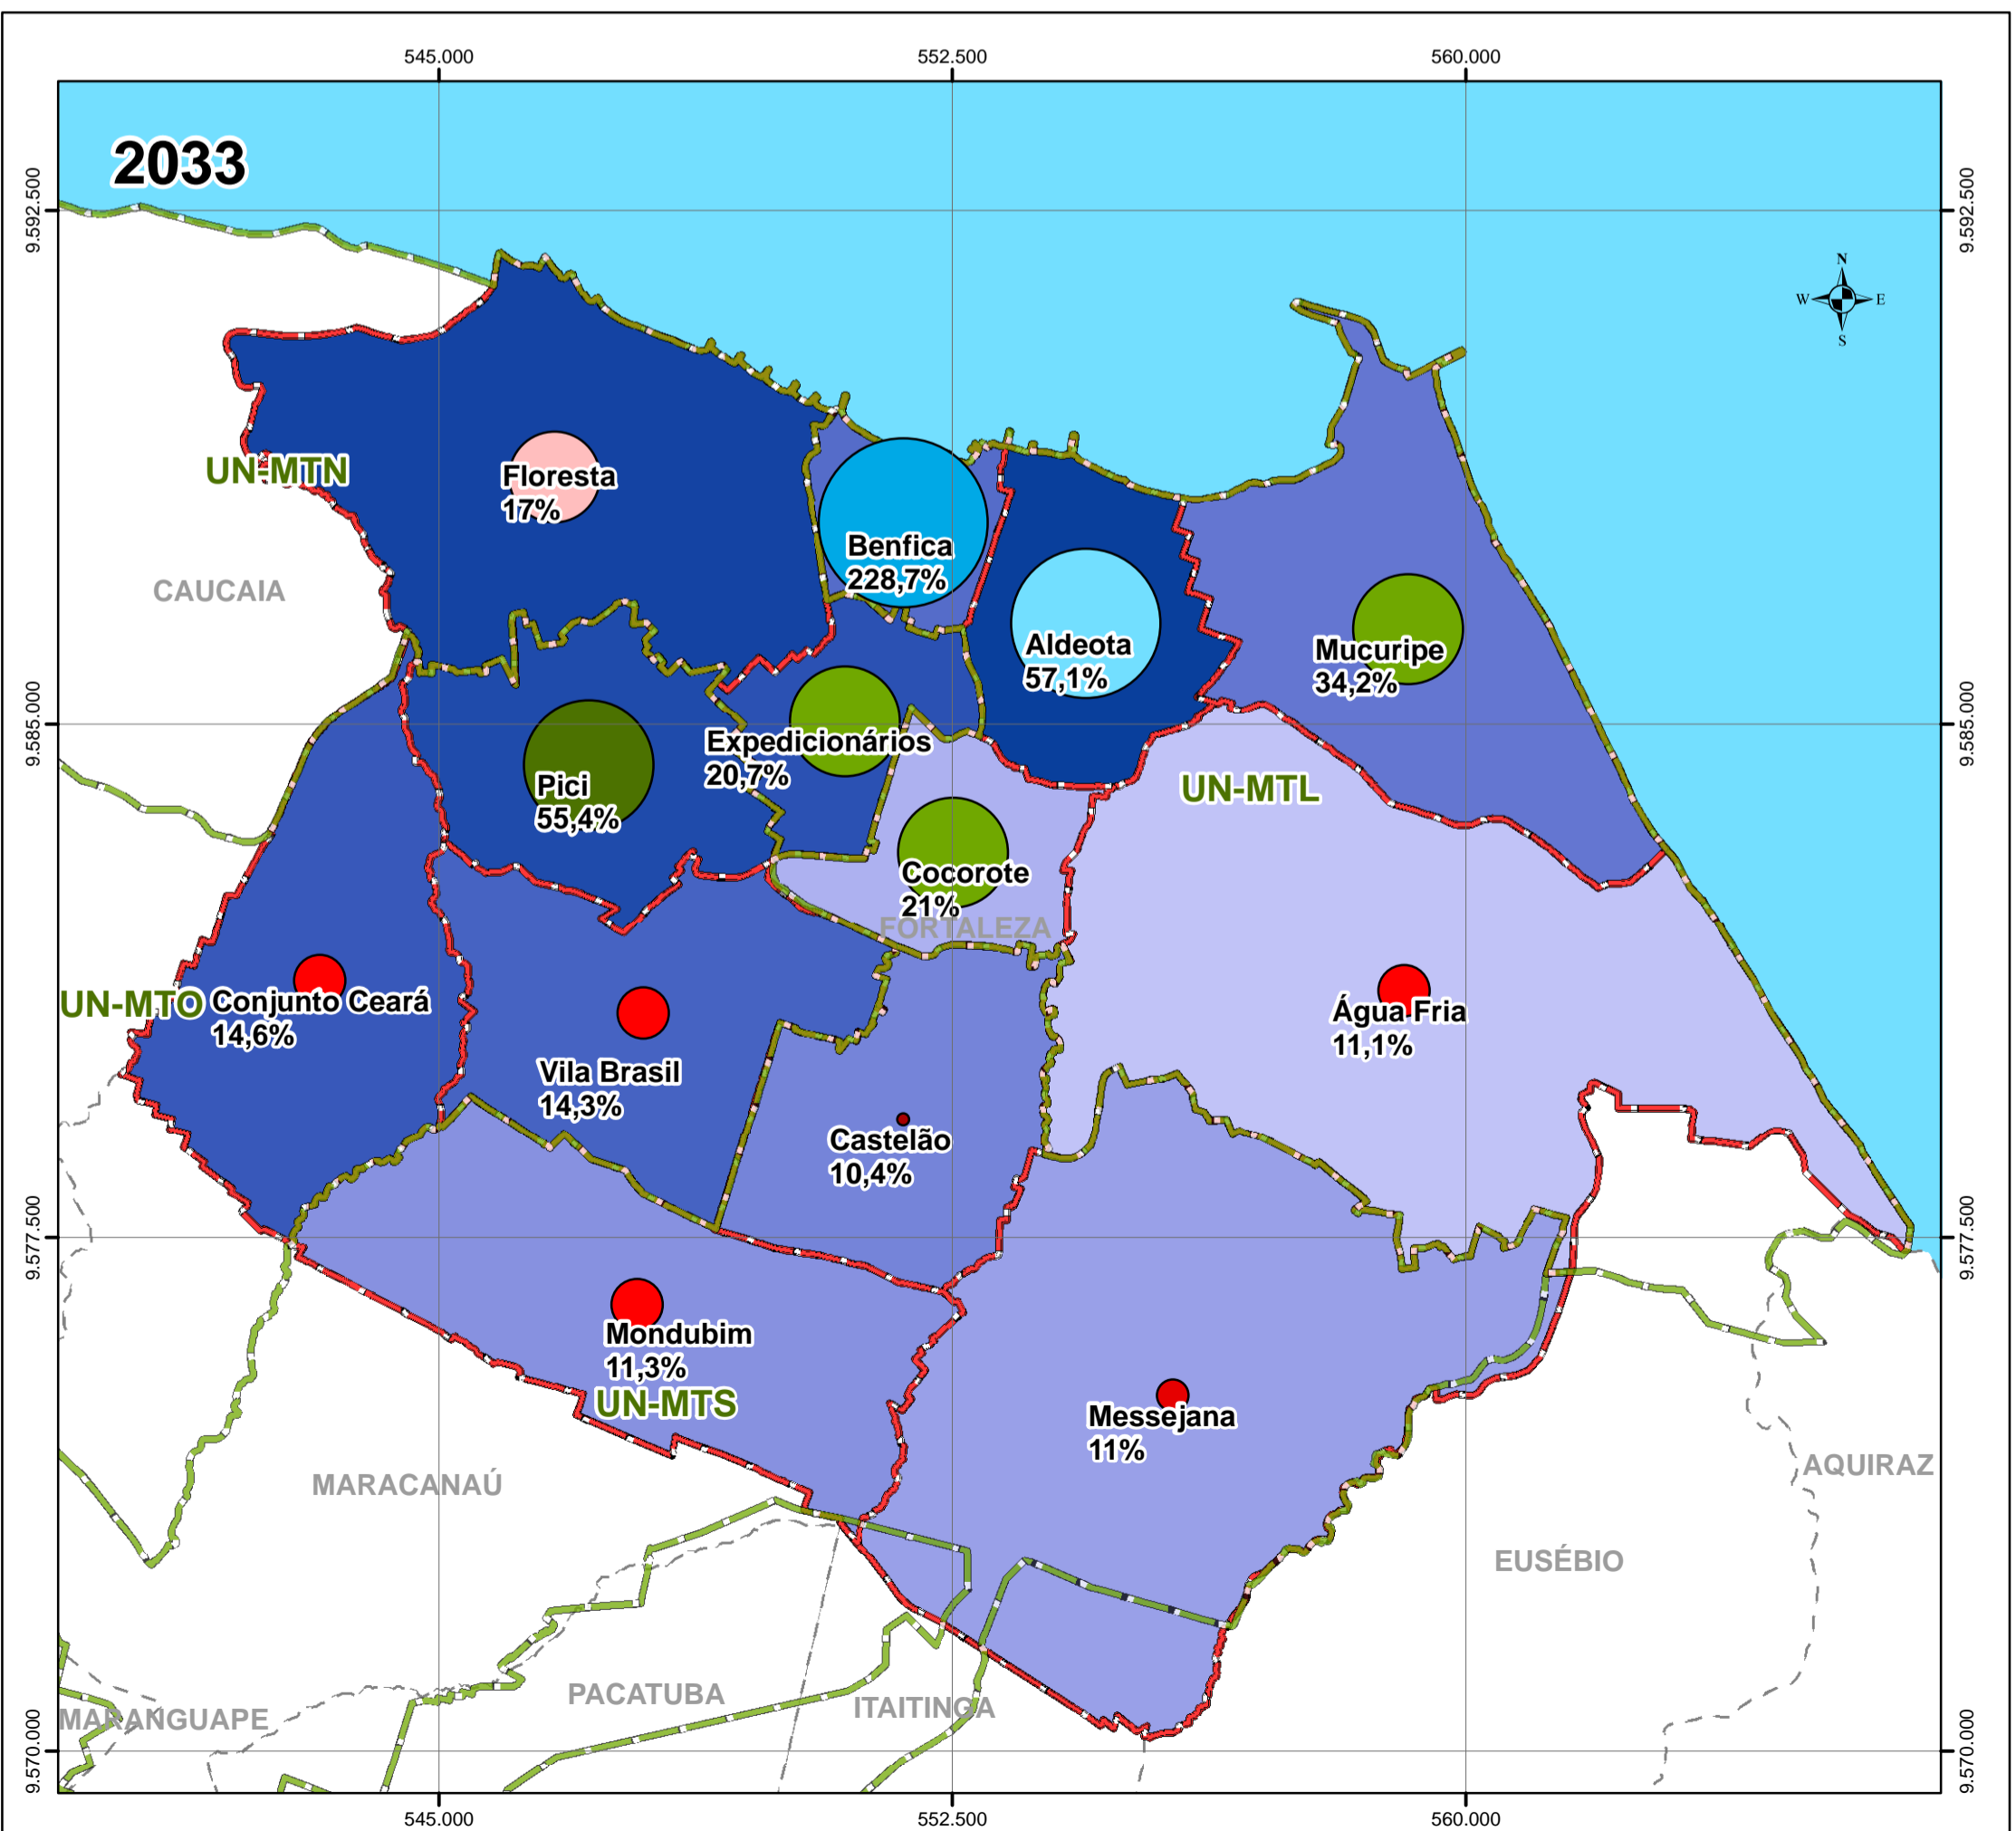 545.000
552.500
560.000
2033
9.592.500
9.592.500
N
W E
S
Floresta
17%
UN-MTN
Benfica
228,7%
CAUCAIA
Aldeota
57,1%
Mucuripe
34,2%
9.585.000
9.585.000
Expedicionários
20,7%
Pici
55,4%
UN-MTL
Cocorote
21%
FORTALEZA
UN-MTO
Conjunto Ceará
14,6%
Água Fria
11,1%
Vila Brasil
14,3%
Castelão
10,4%
9.577.500
9.577.500
Mondubim
11,3%
UN-MTS
Messejana
11%
MARACANAÚ
AQUIRAZ
EUSÉBIO
PACATUBA
ITAITINGA
MARANGUAPE
9.570.000
9.570.000
545.000
552.500
560.000